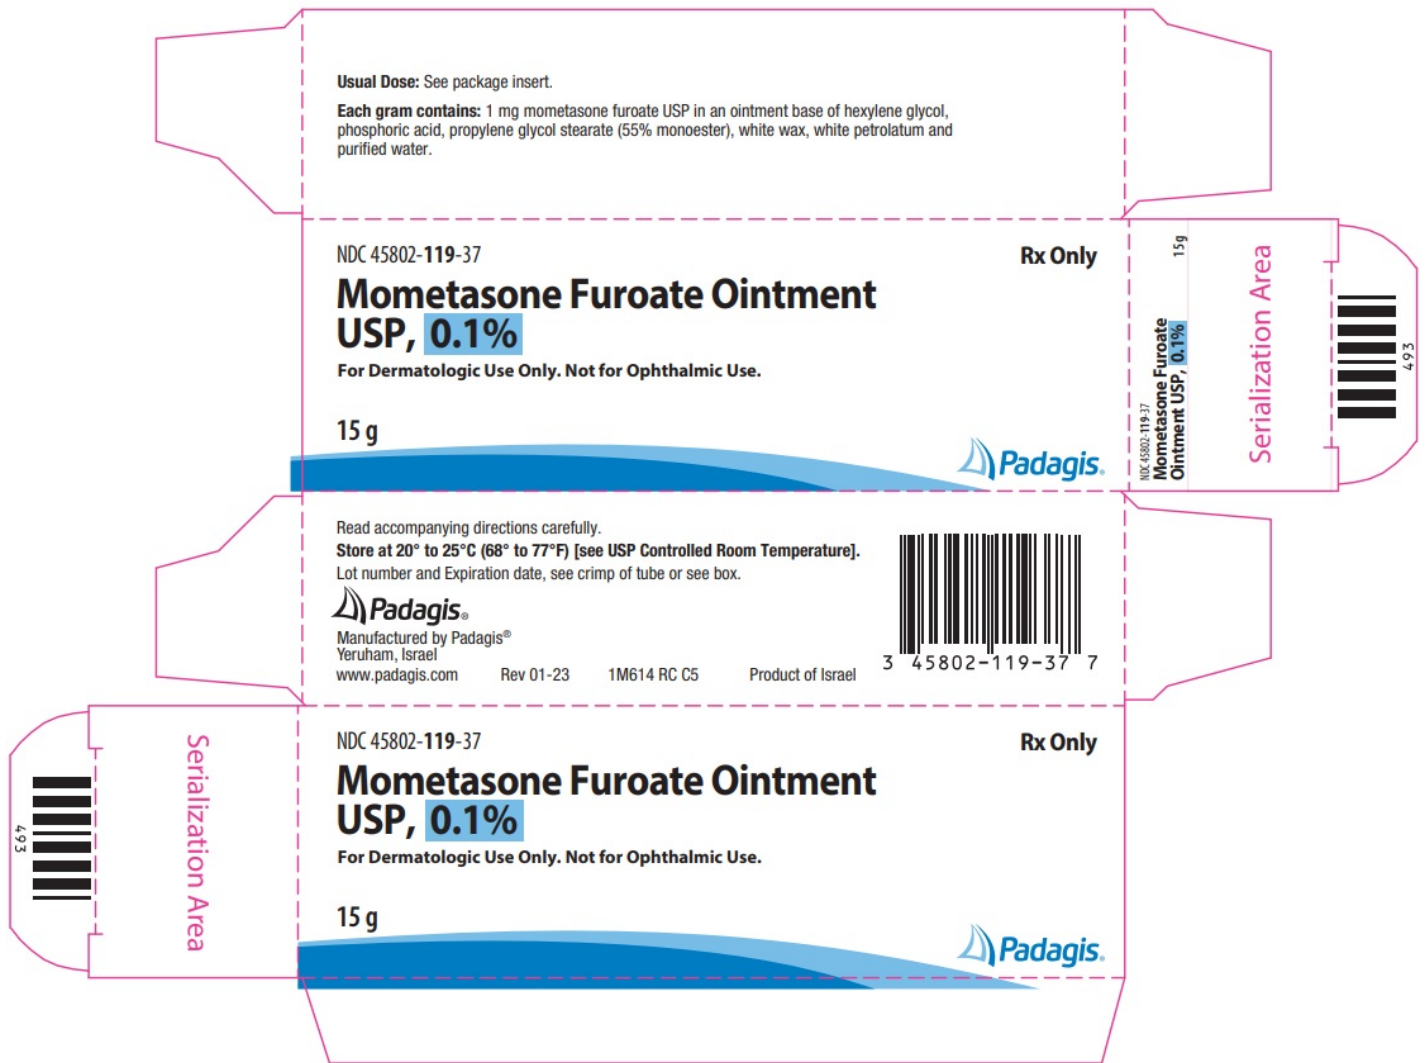 Usual Dose: See package insert.
Each gram contains: 1 mg mometasone furoate USP in an ointment base of hexylene glycol,
phosphoric acid, propylene glycol stearate (55% monoester), white wax, white petrolatum and
purified water.
NDC 45802-119-37
Rx Only
Mometasone Furoate Ointment
USP, 0.1%
For Dermatologic Use Only. Not for Ophthalmic Use.
15 g
Padagis®
NDC 45802-119-37
Mometasone Furoate
Ointment USP, 0.1%
15g
Serialization Area
493
Read accompanying directions carefully.
Store at 20° to 25°C (68° to 77°F) [see USP Controlled Room Temperature].
Lot number and Expiration date, see crimp of tube or see box.
Padagis®
Manufactured by Padagis®
Yeruham, Israel
www.padagis.com Rev 01-23 1M614 RC C5 Product of Israel
3 45802-119-37 7
493
Serialization Area
NDC 45802-119-37
Rx Only
Mometasone Furoate Ointment
USP, 0.1%
For Dermatologic Use Only. Not for Ophthalmic Use.
15 g
Padagis®